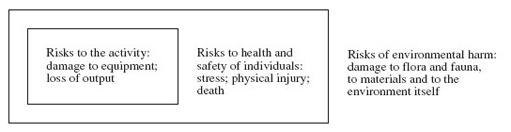 Risks to the activity:
damage to equipment;
loss of output
Risks to health and
safety of individuals:
stress; physical injury;
death
Risks of environmental harm:
damage to flora and fauna,
to materials and to the
environment itself